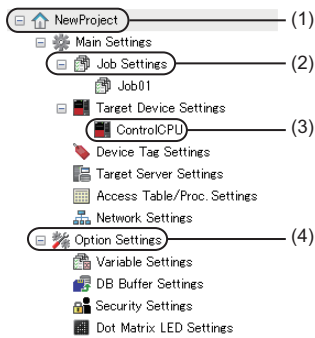 NewProject (1)
Main Settings
Job Settings (2)
Job01
Target Device Settings
ControlCPU (3)
Device Tag Settings
Target Server Settings
Access Table/Proc. Settings
Network Settings
Option Settings (4)
Variable Settings
DB Buffer Settings
Security Settings
Dot Matrix LED Settings